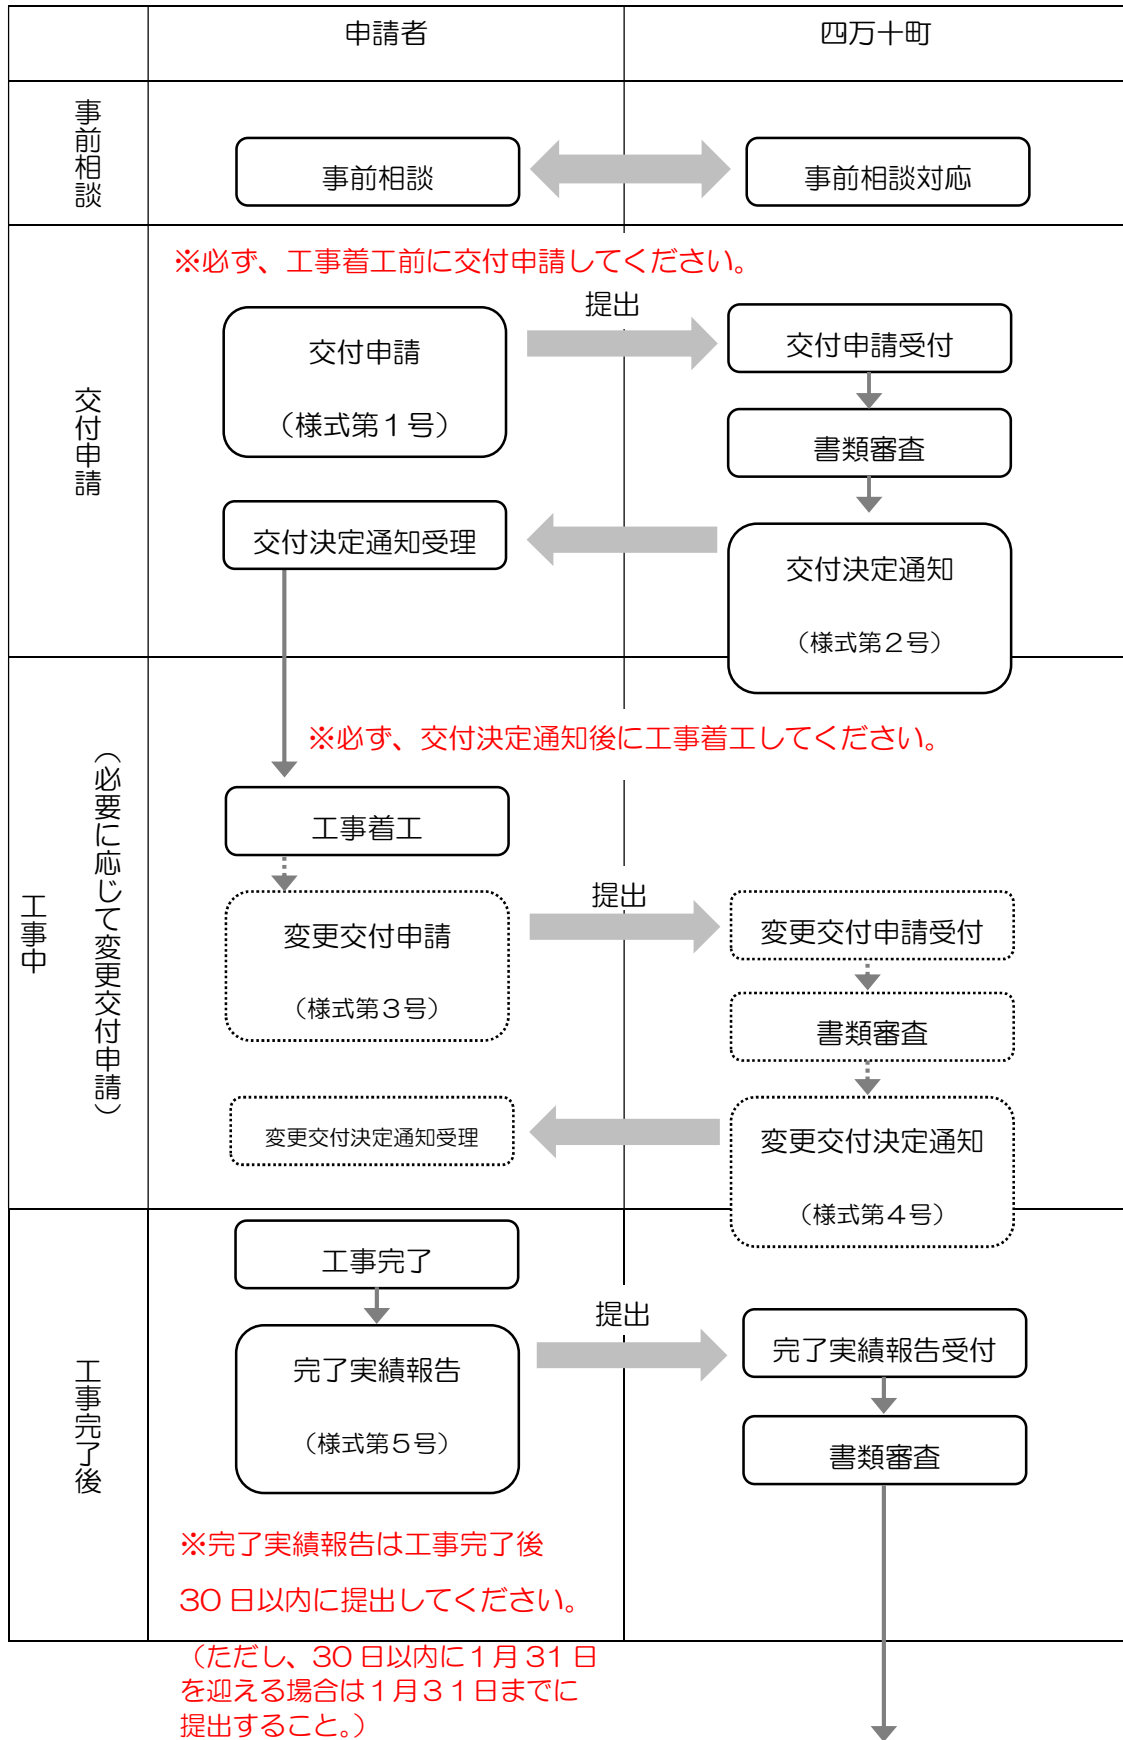 申請者
四万十町
事前相談
事前相談
事前相談対応
交付申請
※必ず、工事着工前に交付申請してください。
提出
交付申請
（様式第１号）
交付申請受付
書類審査
交付決定通知受理
交付決定通知
（様式第２号）
工事中
（必要に応じて変更交付申請）
※必ず、交付決定通知後に工事着工してください。
工事着工
提出
変更交付申請
（様式第３号）
変更交付申請受付
書類審査
変更交付決定通知受理
変更交付決定通知
（様式第４号）
工事完了後
工事完了
提出
完了実績報告
（様式第５号）
完了実績報告受付
書類審査
※完了実績報告は工事完了後
30 日以内に提出してください。
（ただし、30 日以内に１月 31 日
を迎える場合は１月３１日までに
提出すること。）